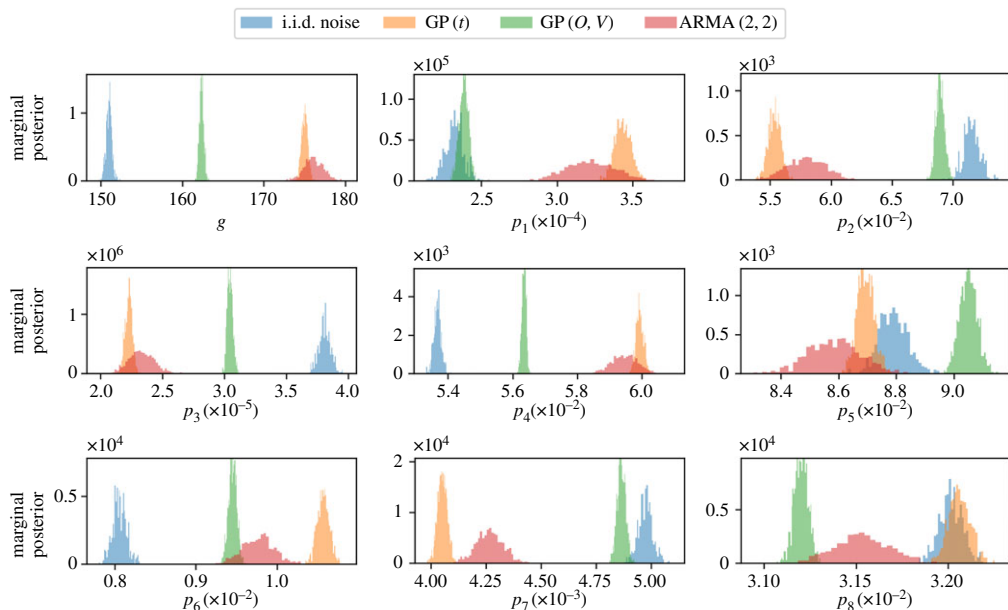 i.i.d. noise GP (t) GP (O, V) ARMA (2, 2)
×10^5 ×10^3
marginal posterior
1
0
150 160 170 180
g
1.0
0.5
0
2.5 3.0 3.5
p1 (×10^-4)
1.0
0.5
0
5.5 6.0 6.5 7.0
p2 (×10^-2)
×10^6 ×10^3 ×10^3
marginal posterior
1
0
2.0 2.5 3.0 3.5 4.0
p3 (×10^-5)
4
2
0
5.4 5.6 5.8 6.0
p4 (×10^-2)
1.0
0.5
0
8.4 8.6 8.8 9.0
p5 (×10^-2)
×10^4 ×10^4 ×10^4
marginal posterior
0.5
0
0.8 0.9 1.0
p6 (×10^-2)
2
1
0
4.00 4.25 4.50 4.75 5.00
p7 (×10^-3)
0.5
0
3.10 3.15 3.20
p8 (×10^-2)